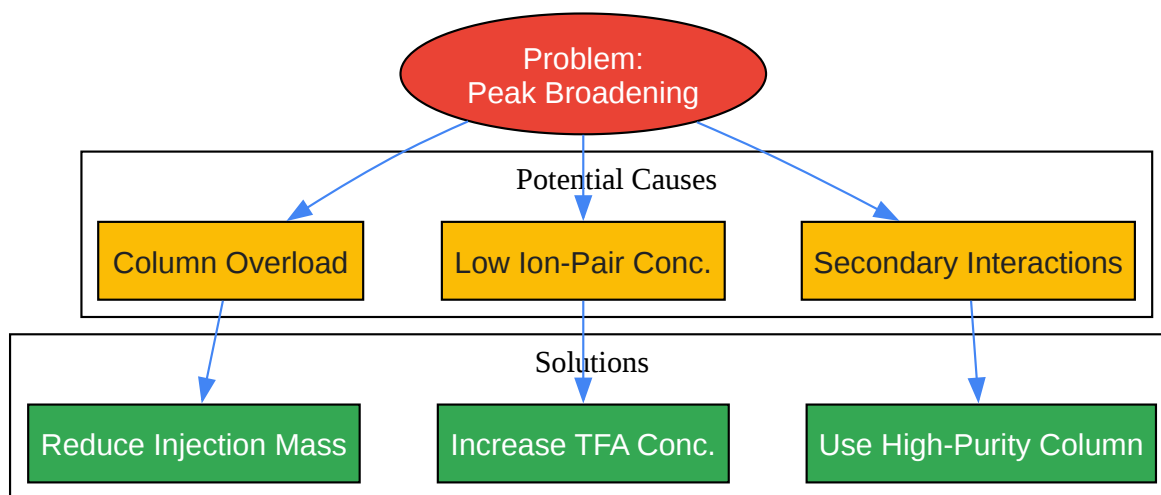 Problem:
Peak Broadening
Potential Causes
Column Overload
Low Ion-Pair Conc.
Secondary Interactions
Solutions
Reduce Injection Mass
Increase TFA Conc.
Use High-Purity Column